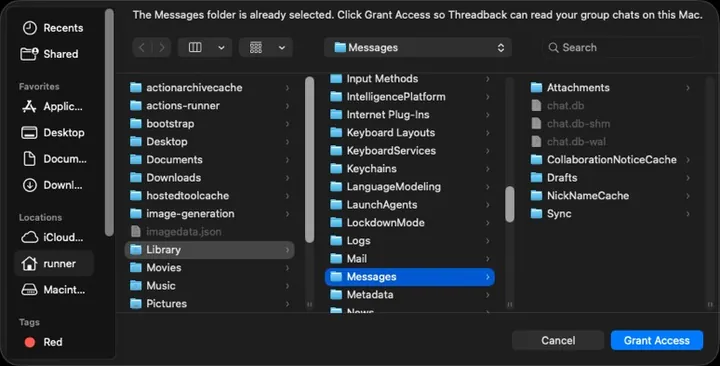 The Messages folder is already selected. Click Grant Access so Threadback can read your group chats on this Mac.
Recents
Shared
Favorites
Applic...
Desktop
Docum...
Downl...
Locations
iCloud...
runner
Macint...
Tags
Red
Messages
Search
actionarchivecache
actions-runner
bootstrap
Desktop
Documents
Downloads
hostedtoolcache
image-generation
imagedata.json
Library
Movies
Music
Pictures
Input Methods
IntelligencePlatform
Internet Plug-Ins
Keyboard Layouts
KeyboardServices
Keychains
LanguageModeling
LaunchAgents
LockdownMode
Logs
Mail
Messages
Metadata
News
Attachments
chat.db
chat.db-shm
chat.db-wal
CollaborationNoticeCache
Drafts
NickNameCache
Sync
Cancel
Grant Access